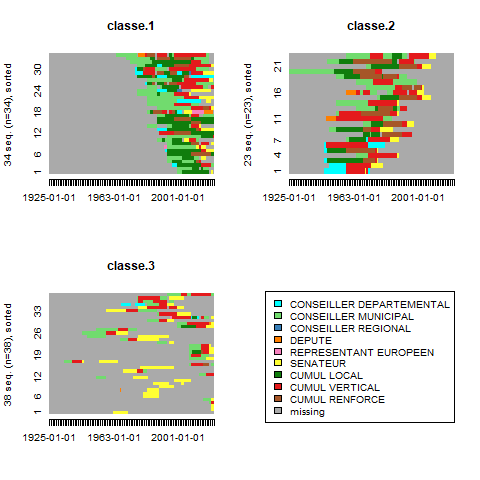 classe.1
34 seq. (n=34), sorted
1 6 12 18 24 30
1925-01-01 1963-01-01 2001-01-01
classe.2
23 seq. (n=23), sorted
1 4 7 11 16 21
1925-01-01 1963-01-01 2001-01-01
classe.3
38 seq. (n=38), sorted
1 6 12 19 26 33
1925-01-01 1963-01-01 2001-01-01
CONSEILLER DEPARTEMENTAL
CONSEILLER MUNICIPAL
CONSEILLER REGIONAL
DEPUTE
REPRESENTANT EUROPEEN
SENATEUR
CUMUL LOCAL
CUMUL VERTICAL
CUMUL RENFORCE
missing